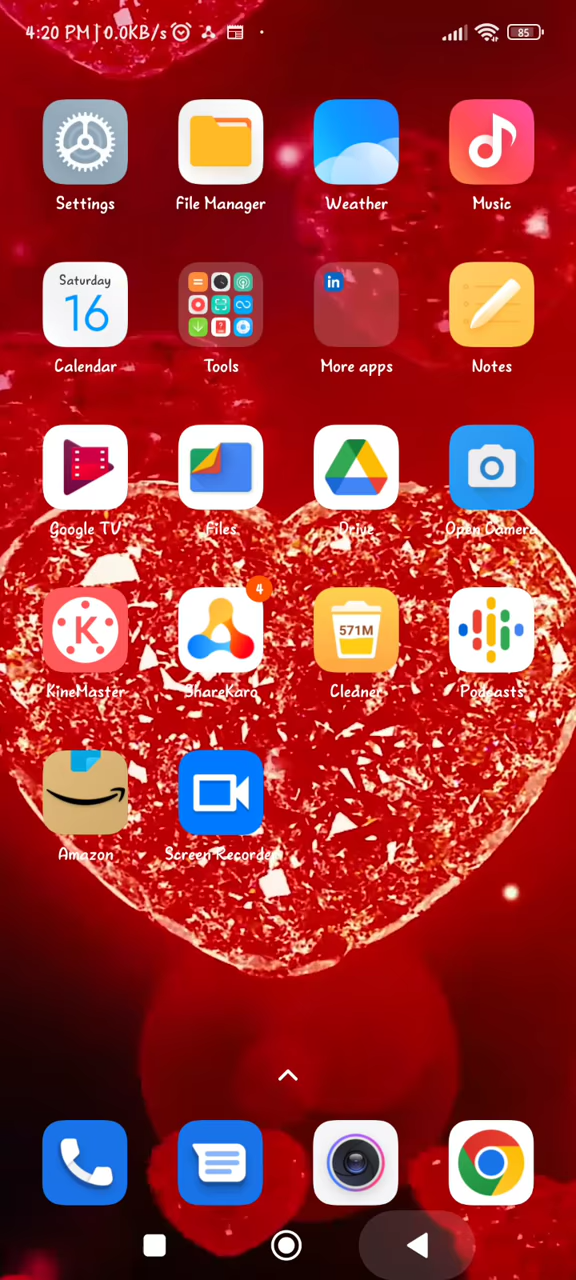 4:20 PM | 0.0KB/s
85
Settings
File Manager
Weather
Music
Saturday
16
in
Calendar
Tools
More apps
Notes
Google TV
Files
Drive
Open Camera
4
K
571M
KineMaster
ShareKaro
Cleaner
Podcasts
Amazon
Screen Recorder